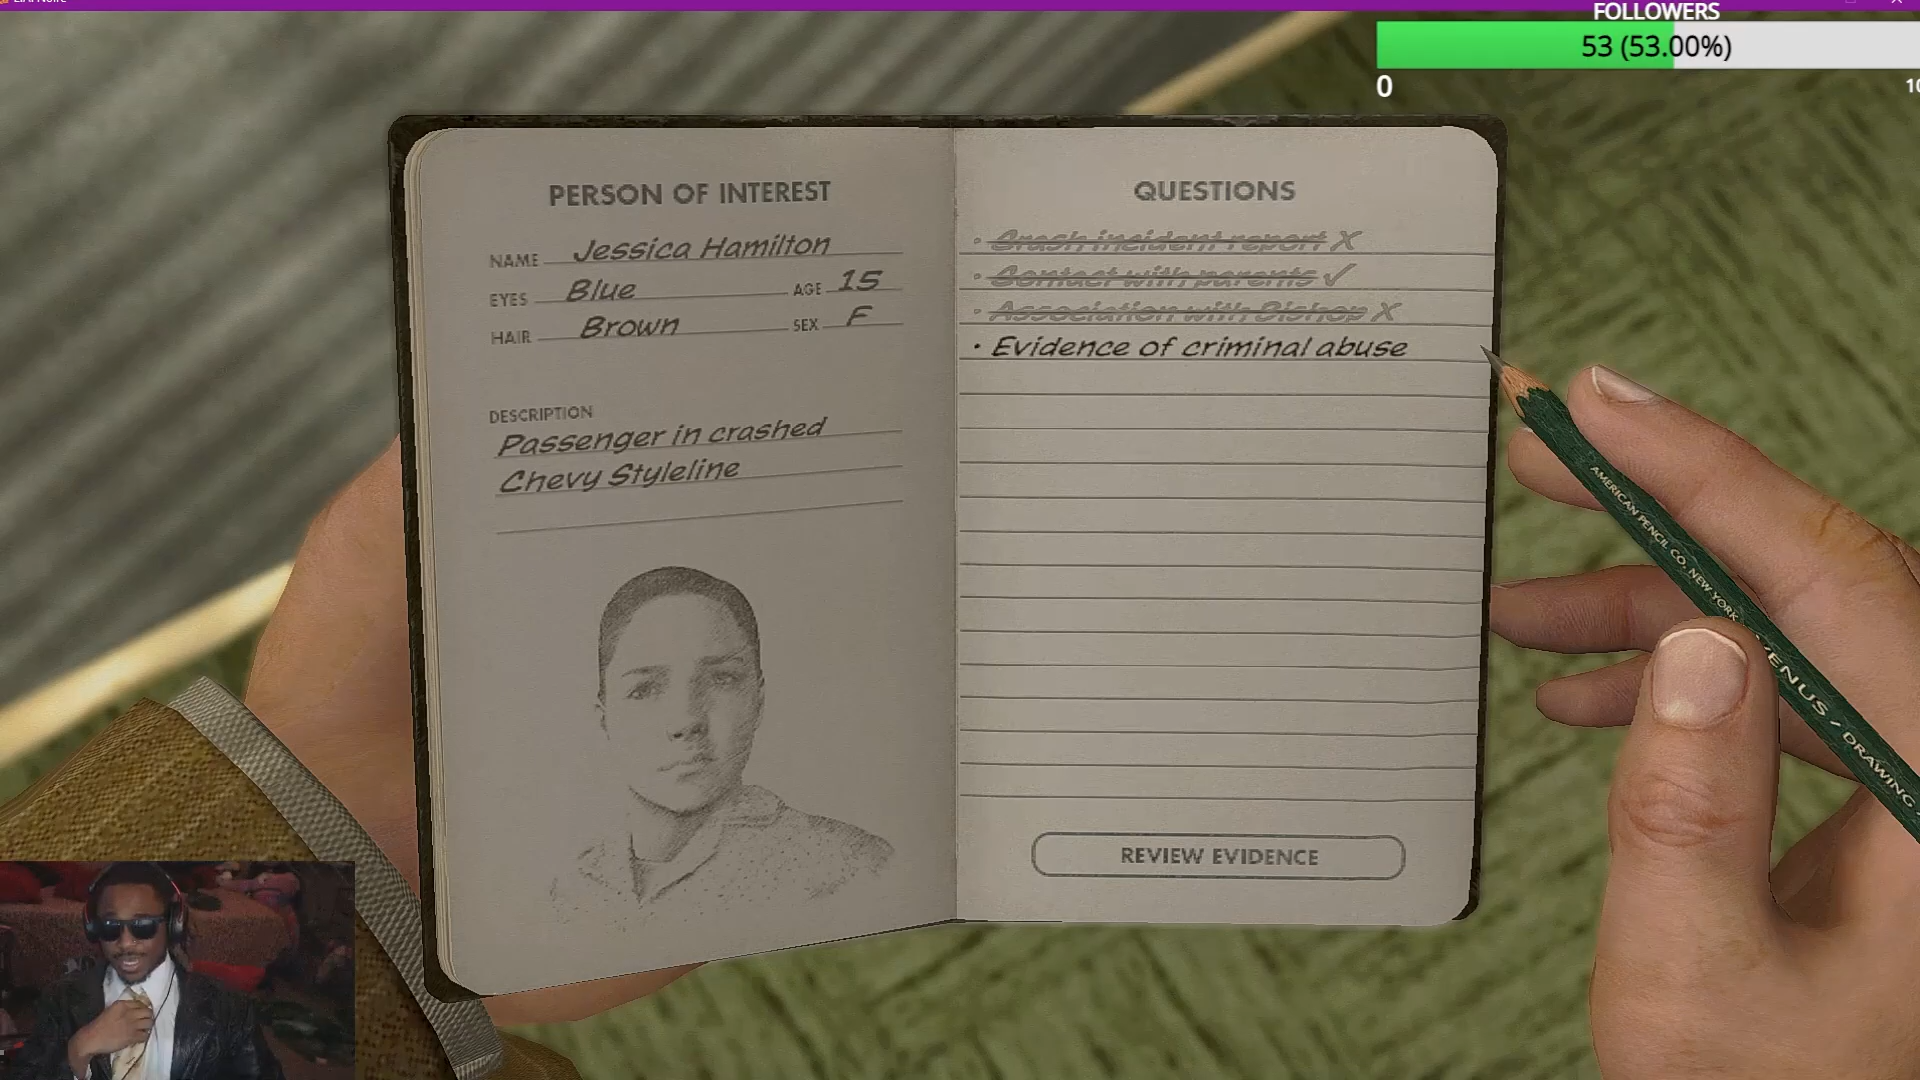 L.A. Noire
FOLLOWERS
53 (53.00%)
0
PERSON OF INTEREST
NAME Jessica Hamilton
EYES Blue AGE 15
HAIR Brown SEX F
DESCRIPTION
Passenger in crashed
Chevy Styleline
QUESTIONS
· Crash incident report X
· Contact with parents ✓
· Association with Bishop X
· Evidence of criminal abuse
REVIEW EVIDENCE
AMERICAN PENCIL CO. NEW YORK
VENUS / DRAWING